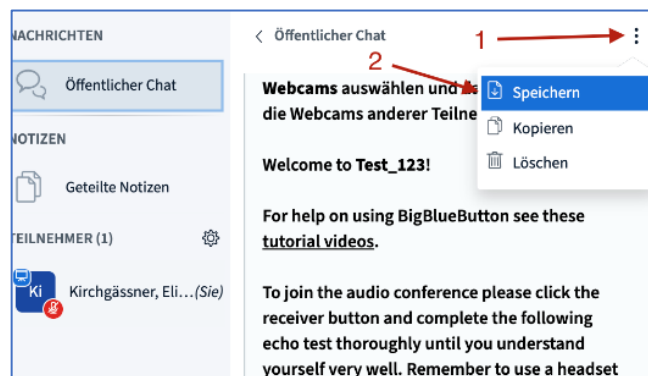 NACHRICHTEN
Öffentlicher Chat
NOTIZEN
Geteilte Notizen
TEILNEHMER (1)
Ki
Kirchgässner, Eli...(Sie)
Öffentlicher Chat
1
2
Speichern
Kopieren
Löschen
Webcams auswählen und
die Webcams anderer Teilne
Welcome to Test_123!
For help on using BigBlueButton see these
tutorial videos.
To join the audio conference please click the
receiver button and complete the following
echo test thoroughly until you understand
yourself very well. Remember to use a headset